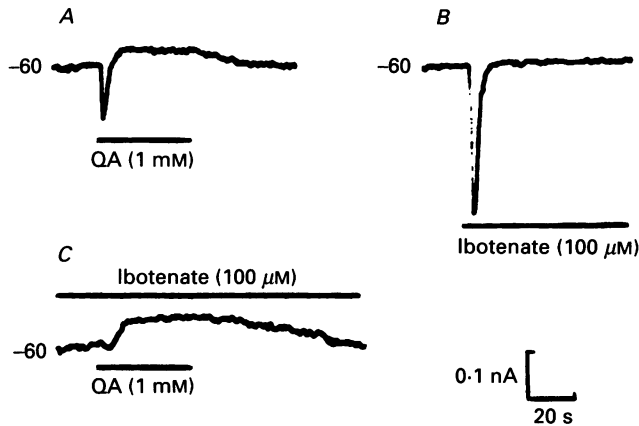 A
–60
QA (1 mM)
B
–60
Ibotenate (100 μM)
C
Ibotenate (100 μM)
–60
QA (1 mM)
0·1 nA
20 s